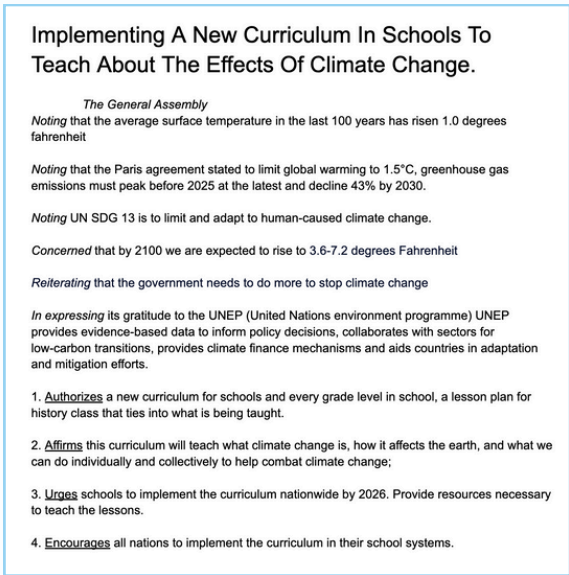 Implementing A New Curriculum In Schools To
Teach About The Effects Of Climate Change.
The General Assembly
Noting that the average surface temperature in the last 100 years has risen 1.0 degrees
fahrenheit
Noting that the Paris agreement stated to limit global warming to 1.5°C, greenhouse gas
emissions must peak before 2025 at the latest and decline 43% by 2030.
Noting UN SDG 13 is to limit and adapt to human-caused climate change.
Concerned that by 2100 we are expected to rise to 3.6-7.2 degrees Fahrenheit
Reiterating that the government needs to do more to stop climate change
In expressing its gratitude to the UNEP (United Nations environment programme) UNEP
provides evidence-based data to inform policy decisions, collaborates with sectors for
low-carbon transitions, provides climate finance mechanisms and aids countries in adaptation
and mitigation efforts.
1. Authorizes a new curriculum for schools and every grade level in school, a lesson plan for
history class that ties into what is being taught.
2. Affirms this curriculum will teach what climate change is, how it affects the earth, and what we
can do individually and collectively to help combat climate change;
3. Urges schools to implement the curriculum nationwide by 2026. Provide resources necessary
to teach the lessons.
4. Encourages all nations to implement the curriculum in their school systems.